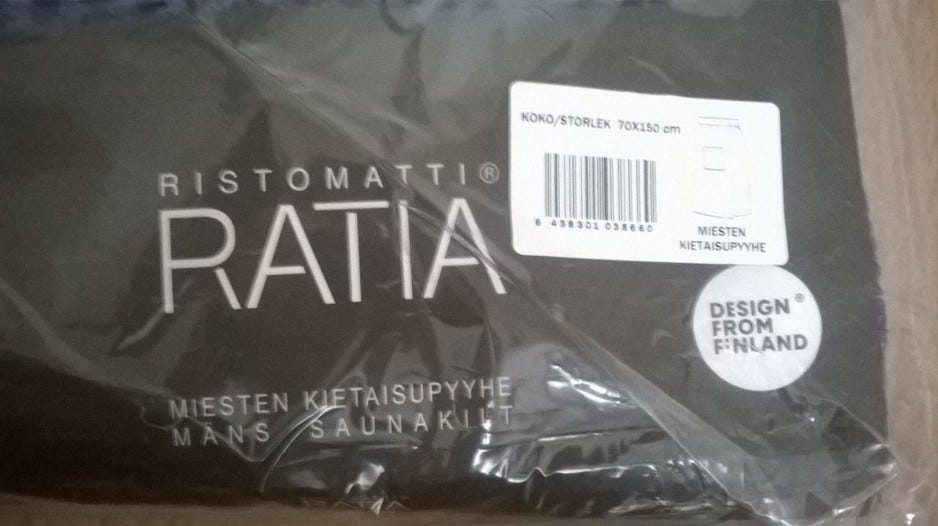 RISTOMATTI®
RATIA
MIESTEN KIETAISUPYYHE
MÄNS SAUNAKILT
KOKO/STORLEK 70X150 cm
6 438301 038660
MIESTEN
KIETAISUPYYHE
DESIGN®
FROM
FINLAND